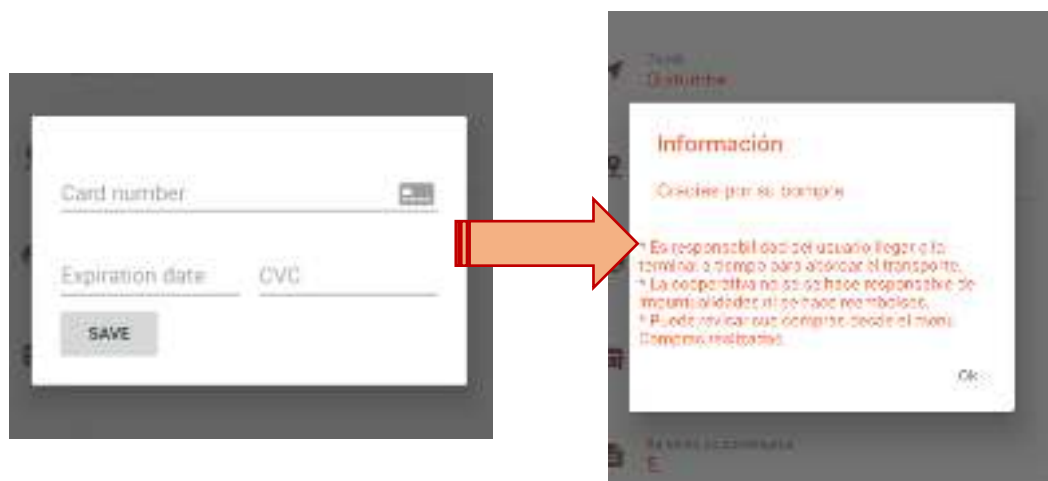 Card number
Expiration date CVC
SAVE
Información
Gracias por su compra
* Es responsabilidad del usuario llegar a la
terminal a tiempo para abordar el transporte.
* La cooperativa no se se hace responsable de
impuntualidades ni se hace reembolsos.
* Puede revisar sus compras desde el menú
Compras realizadas
Ok